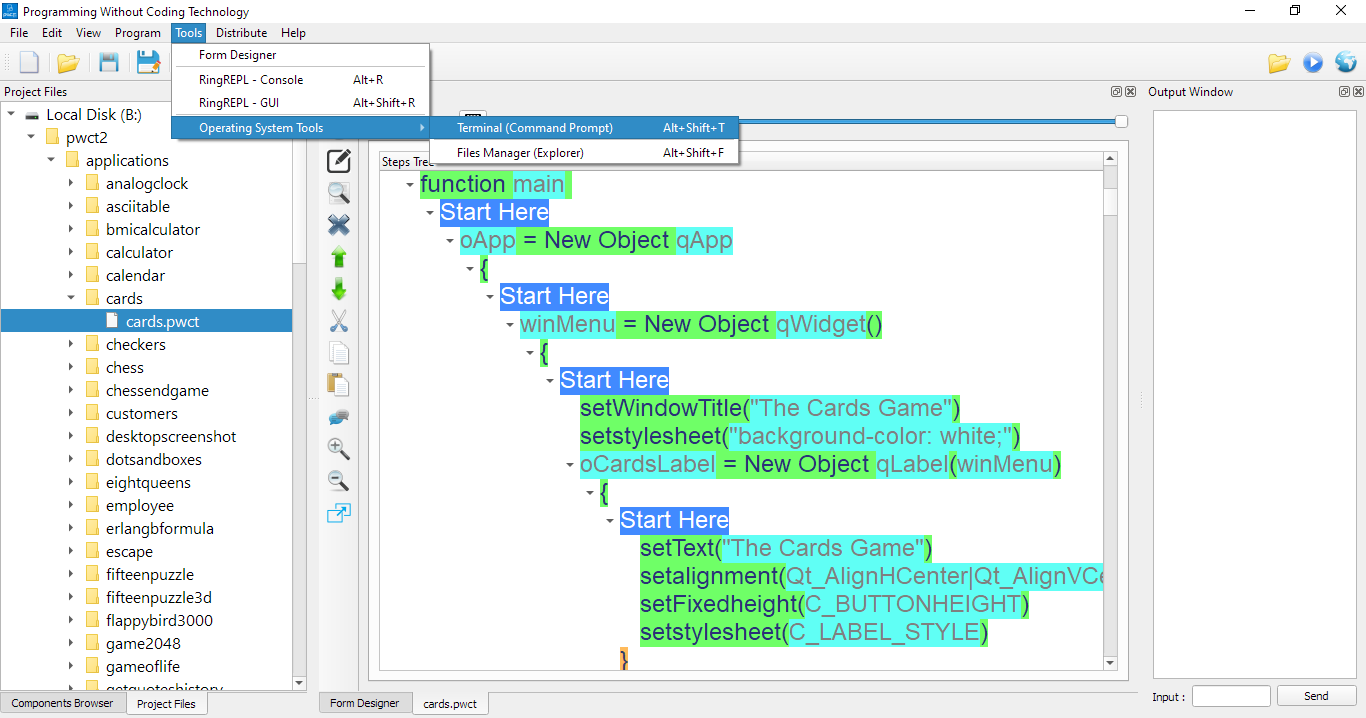 Programming Without Coding Technology
File Edit View Program Tools Distribute Help
Form Designer
RingREPL - Console Alt+R
RingREPL - GUI Alt+Shift+R
Operating System Tools
Terminal (Command Prompt) Alt+Shift+T
Files Manager (Explorer) Alt+Shift+F
Project Files
Local Disk (B:)
pwct2
applications
analogclock
asciitable
bmicalculator
calculator
calendar
cards
cards.pwct
checkers
chess
chessendgame
customers
desktopscreenshot
dotsandboxes
eightqueens
employee
erlangbformula
escape
fifteenpuzzle
fifteenpuzzle3d
flappybird3000
game2048
gameoflife
getquoteshistory
Components Browser Project Files
Steps Tree
function main
Start Here
oApp = New Object qApp
{
Start Here
winMenu = New Object qWidget()
{
Start Here
setWindowTitle("The Cards Game")
setstylesheet("background-color: white;")
oCardsLabel = New Object qLabel(winMenu)
{
Start Here
setText("The Cards Game")
setalignment(Qt_AlignHCenter|Qt_AlignVCe
setFixedheight(C_BUTTONHEIGHT)
setstylesheet(C_LABEL_STYLE)
}
Form Designer cards.pwct
Output Window
Input : Send